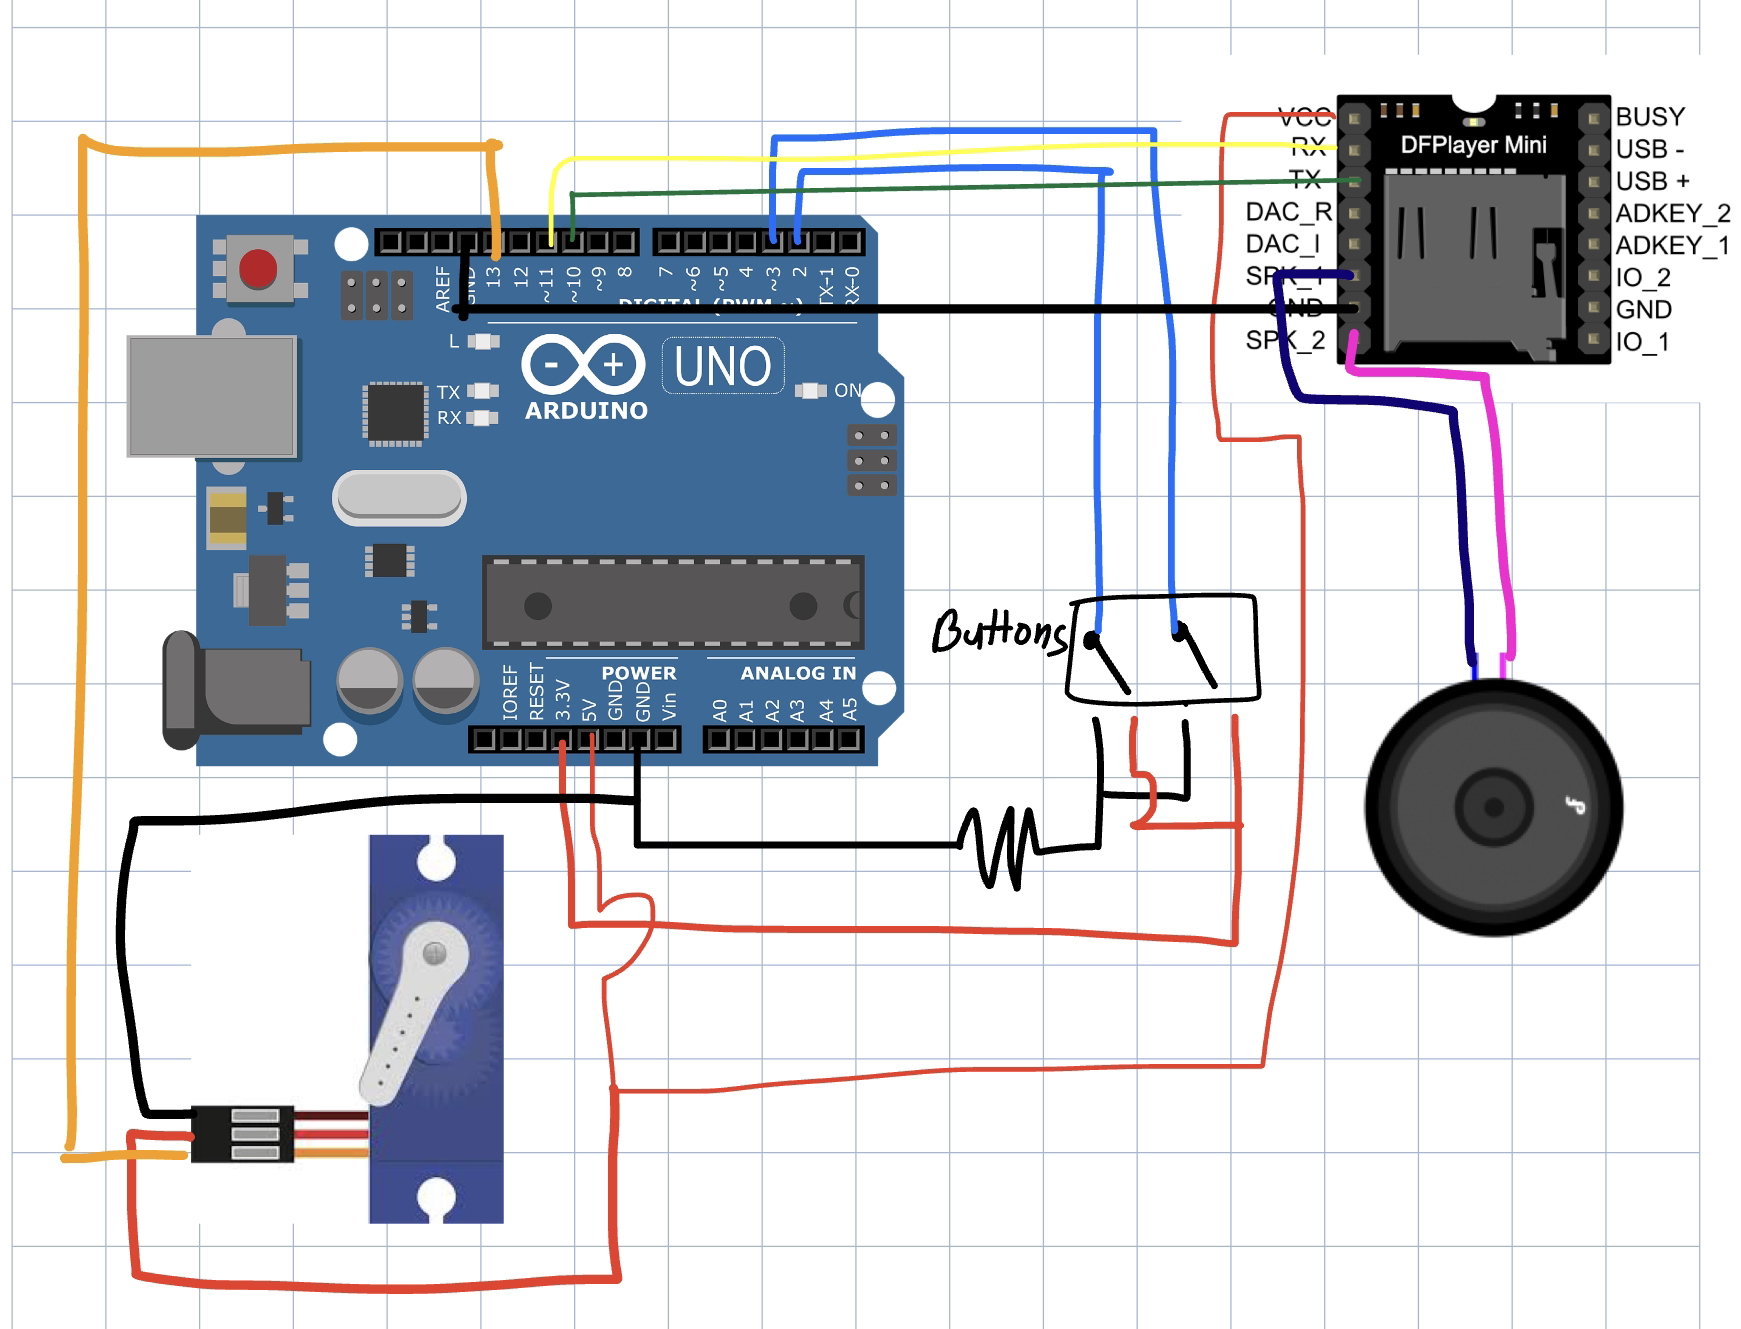 VCC
RX
TX
DAC_R
DAC_I
SPK_1
GND
SPK_2
DFPlayer Mini
BUSY
USB -
USB +
ADKEY_2
ADKEY_1
IO_2
GND
IO_1
AREF
GND
13
12
~11
~10
~9
8
7
~6
~5
4
~3
2
TX-1
RX-0
DIGITAL (PWM ~)
L
TX
RX
- +
UNO
ARDUINO
ON
Buttons
POWER
ANALOG IN
IOREF
RESET
3.3V
5V
GND
GND
Vin
A0
A1
A2
A3
A4
A5